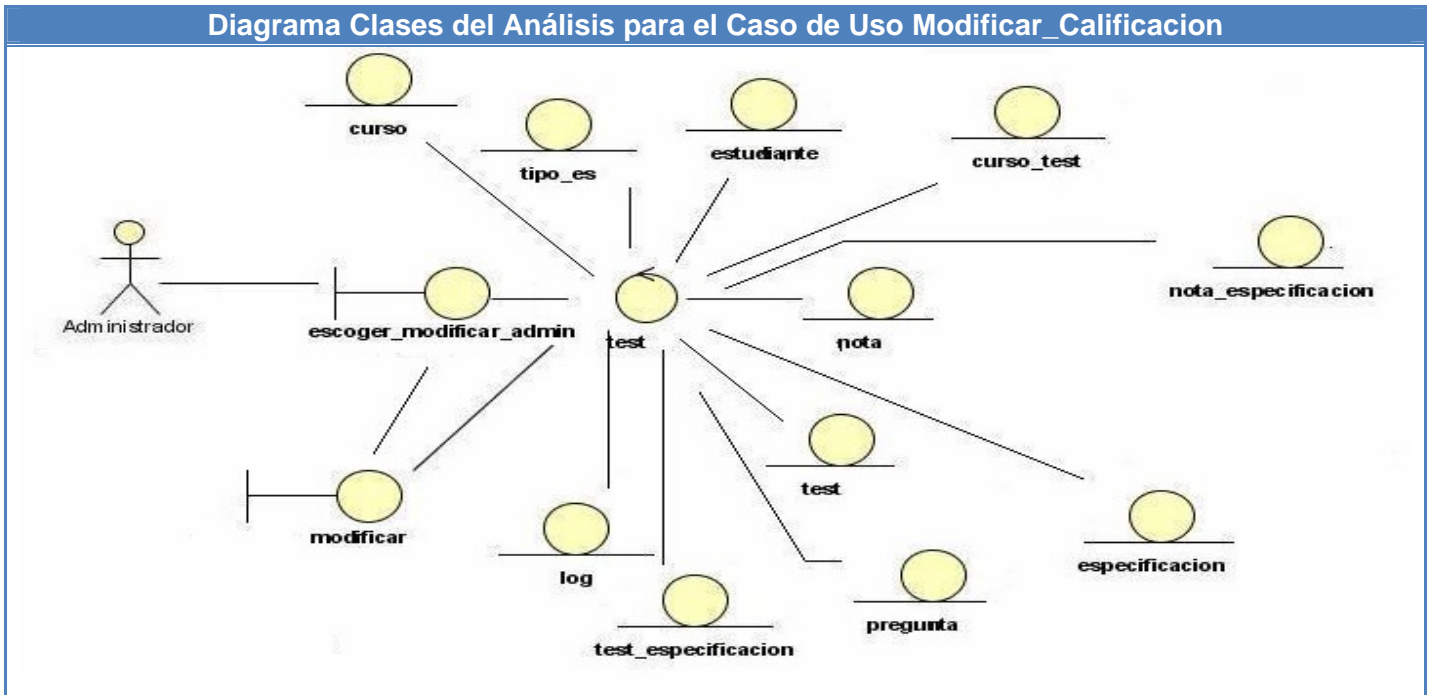 Diagrama Clases del Análisis para el Caso de Uso Modificar_Calificacion
curso
tipo_es
estudiante
curso_test
nota_especificacion
Administrador
escoger_modificar_admin
test
nota
modificar
test
log
especificacion
pregunta
test_especificacion